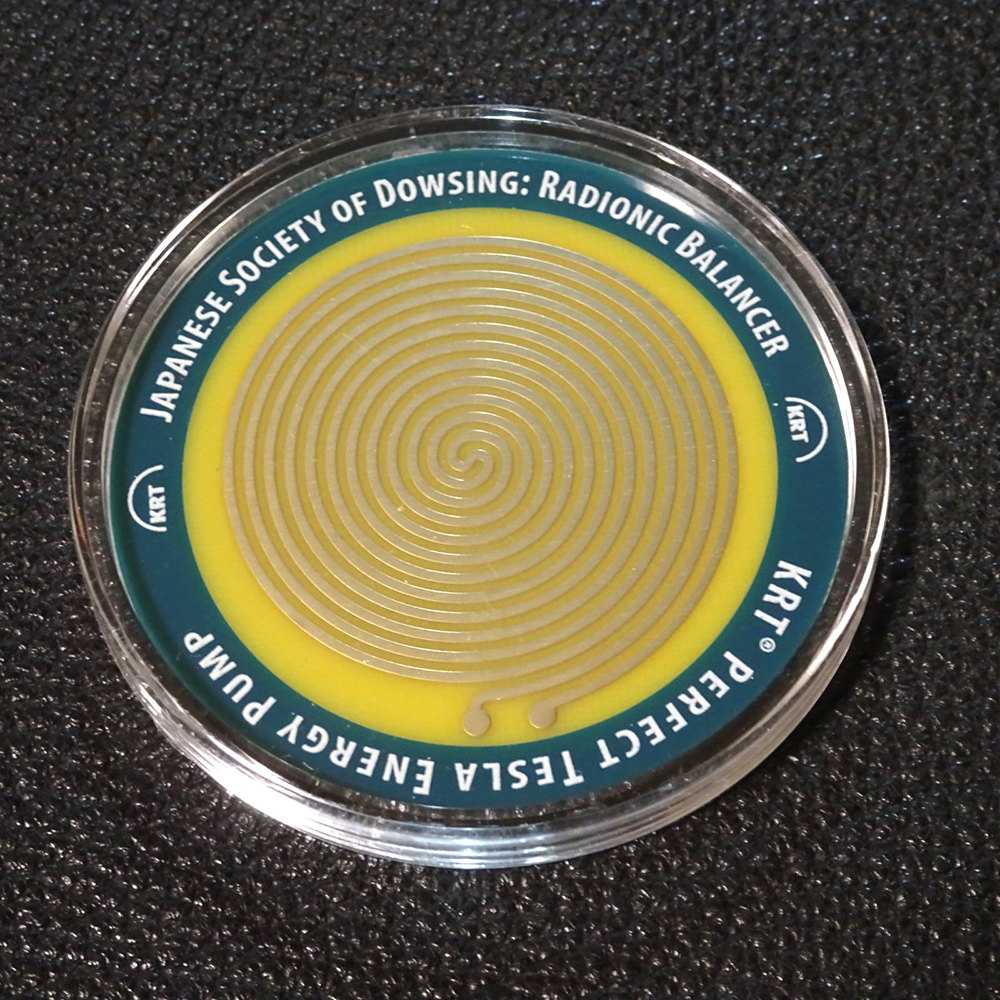 JAPANESE SOCIETY OF DOWSING: RADIONIC BALANCER
KRT
KRT® PERFECT TESLA ENERGY PUMP
KRT